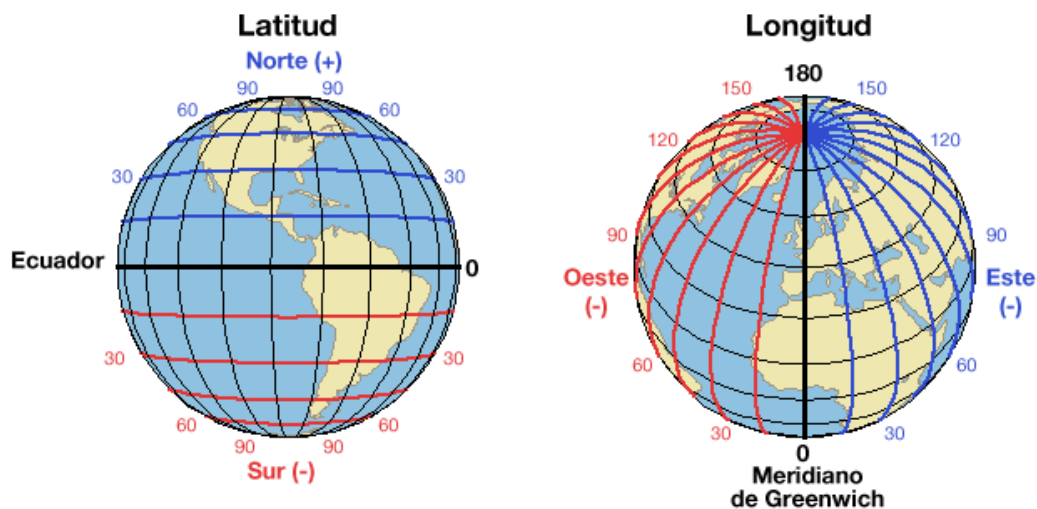 Latitud
Norte (+)
90 90
60 60
30 30
Ecuador 0
30 30
60 60
90 90
Sur (-)
Longitud
180
150 150
120 120
90 90
Oeste Este
(-) (-)
60 60
30 30
0
Meridiano
de Greenwich